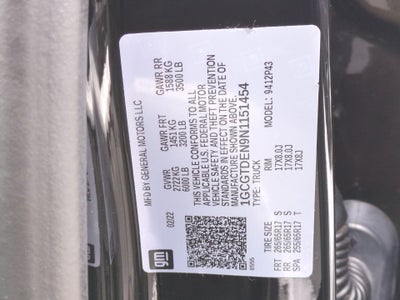 MFD BY GENERAL MOTORS LLC
02/22
GVWR
2722 KG
6000 LB
GAWR FRT
1451 KG
3200 LB
GAWR RR
1588 KG
3500 LB
THIS VEHICLE CONFORMS TO ALL
APPLICABLE U.S. FEDERAL MOTOR
VEHICLE SAFETY AND THEFT PREVENTION
STANDARDS IN EFFECT ON THE DATE OF
MANUFACTURE SHOWN ABOVE.
1GCGTDEN9N1151454
TYPE: TRUCK
MODEL: 9412P43
gm
TIRE SIZE
RIM
FRT 265/65R17 S 17X8.0J
RR 265/65R17 S 17X8.0J
SPA 265/65R17 T 17X8J